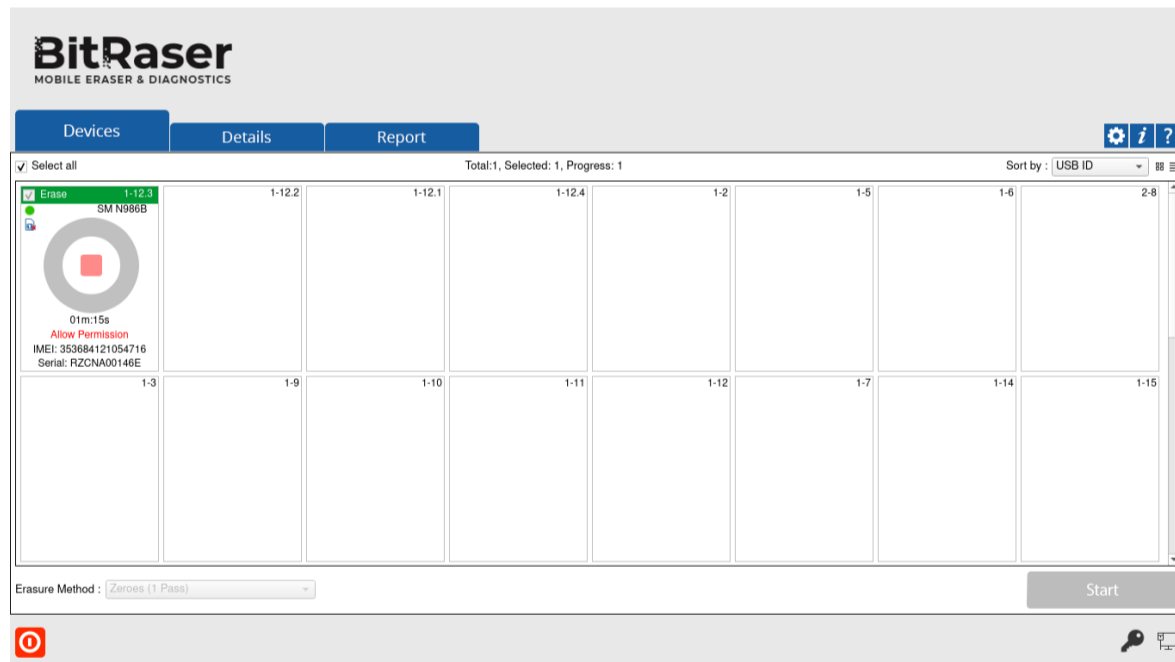 BitRaser
MOBILE ERASER & DIAGNOSTICS
Devices
Details
Report
i
?
Select all
Total:1, Selected: 1, Progress: 1
Sort by :
USB ID
Erase
1-12.3
1-12.2
1-12.1
1-12.4
1-2
1-5
1-6
2-8
SM N986B
01m:15s
Allow Permission
IMEI: 353684121054716
Serial: RZCNA00146E
1-3
1-9
1-10
1-11
1-12
1-7
1-14
1-15
Erasure Method :
Zeroes (1 Pass)
Start